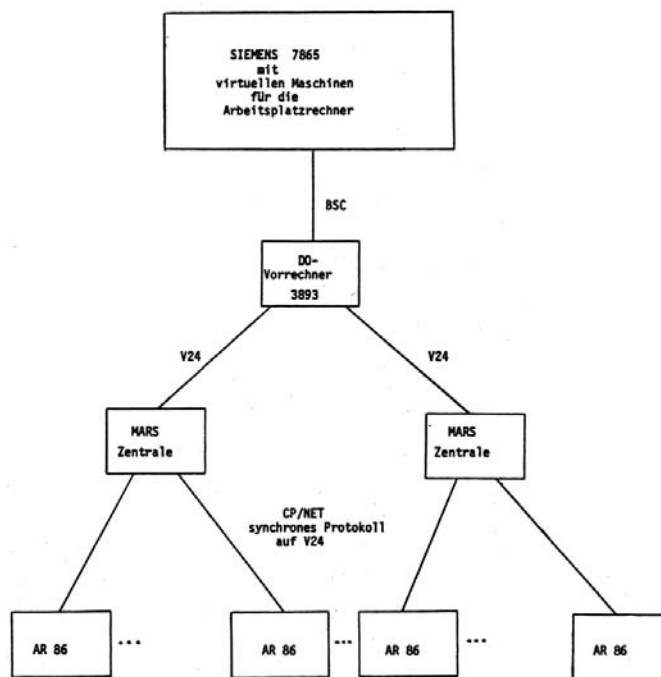 SIEMENS 7865
mit
virtuellen Maschinen
für die
Arbeitsplatzrechner
BSC
DO-
Vorrechner
3893
V24
V24
MARS
Zentrale
MARS
Zentrale
CP/NET
synchrones Protokoll
auf V24
AR 86 ...
AR 86 ...
AR 86 ...
AR 86